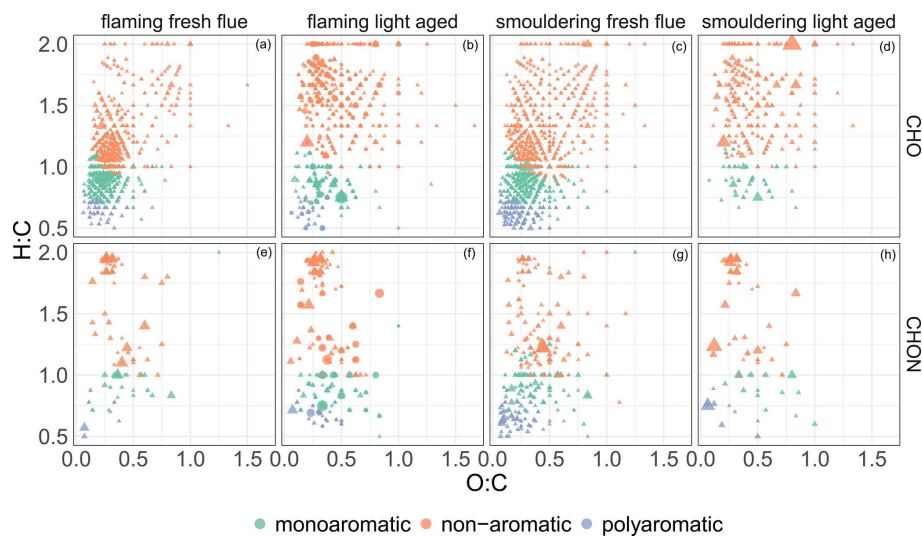 flaming fresh flue flaming light aged smouldering fresh flue smouldering light aged
2.0 (a) (b) (c) (d)
1.5
CHO
1.0
0.5
H:C
2.0 (e) (f) (g) (h)
1.5
CHON
1.0
0.5
0.0 0.5 1.0 1.5 0.0 0.5 1.0 1.5 0.0 0.5 1.0 1.5 0.0 0.5 1.0 1.5
O:C
monoaromatic non-aromatic polyaromatic